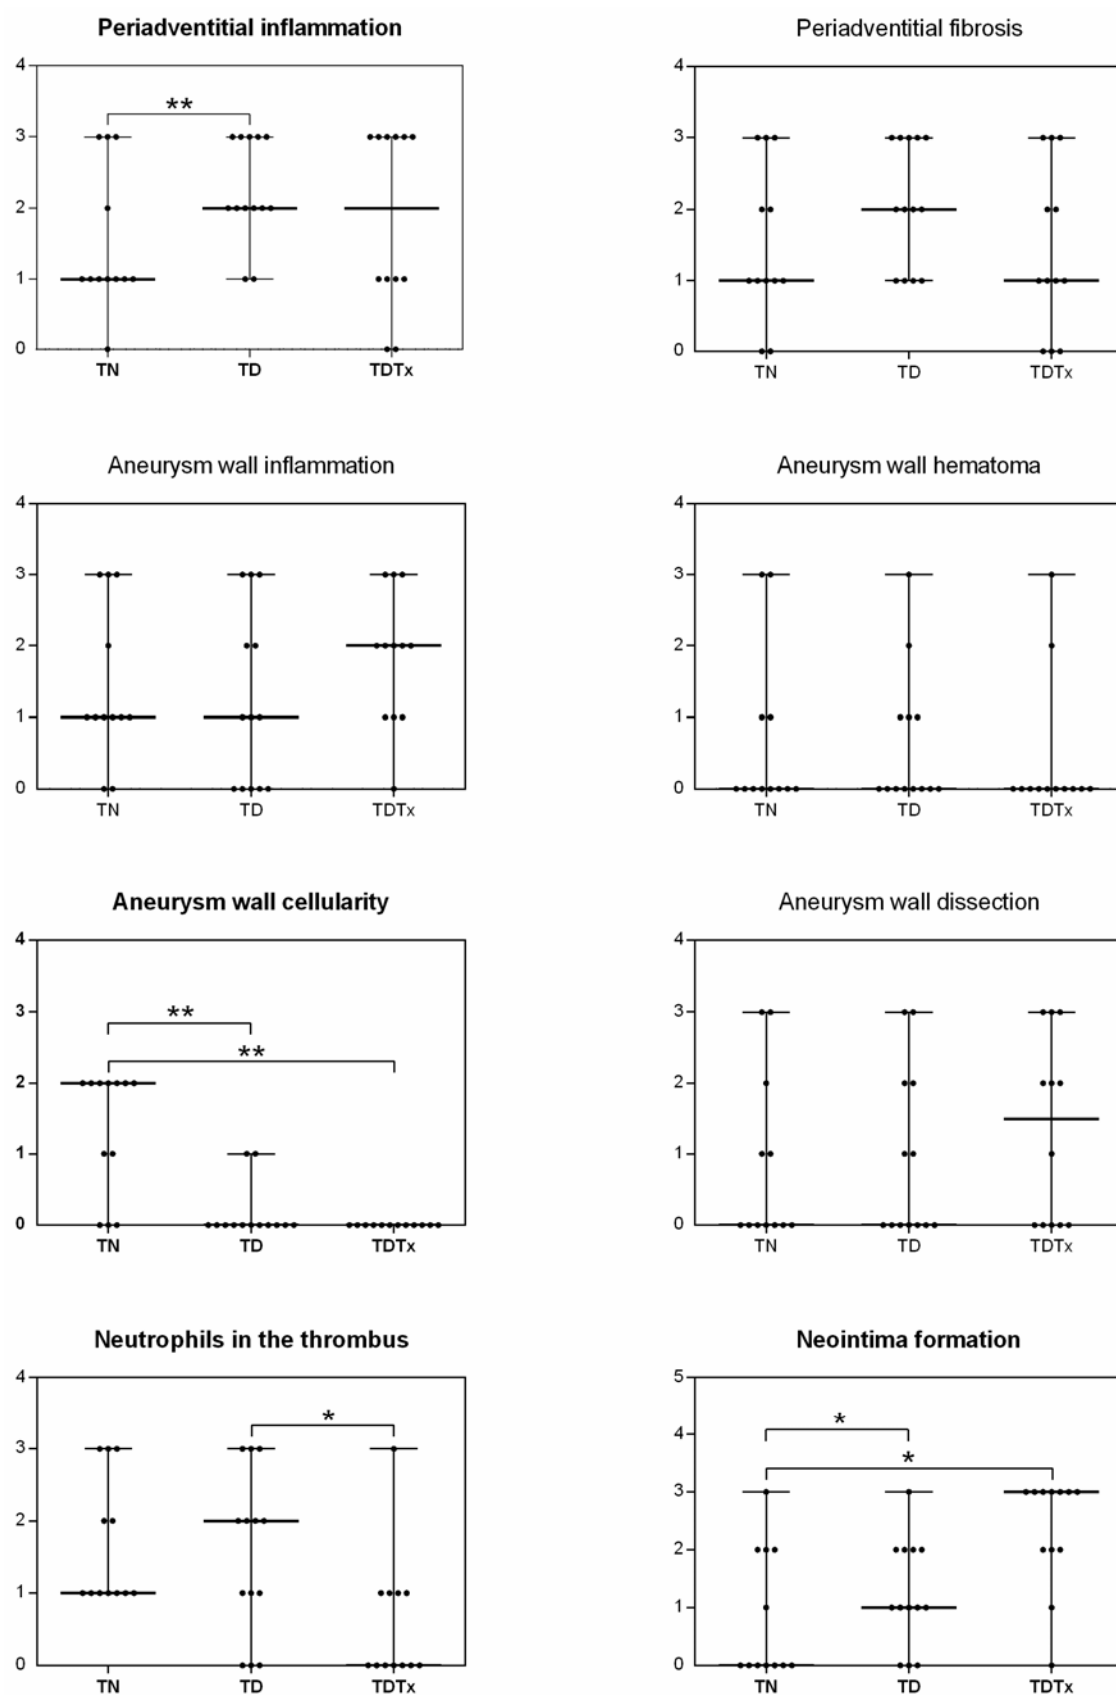 Periadventitial inflammation
4
**
3
2
1
0
TN TD TDTx
Periadventitial fibrosis
4
3
2
1
0
TN TD TDTx
Aneurysm wall inflammation
4
3
2
1
0
TN TD TDTx
Aneurysm wall hematoma
4
3
2
1
0
TN TD TDTx
Aneurysm wall cellularity
4
3
**
**
2
1
0
TN TD TDTx
Aneurysm wall dissection
4
3
2
1
0
TN TD TDTx
Neutrophils in the thrombus
4
*
3
2
1
0
TN TD TDTx
Neointima formation
5
4
*
*
3
2
1
0
TN TD TDTx